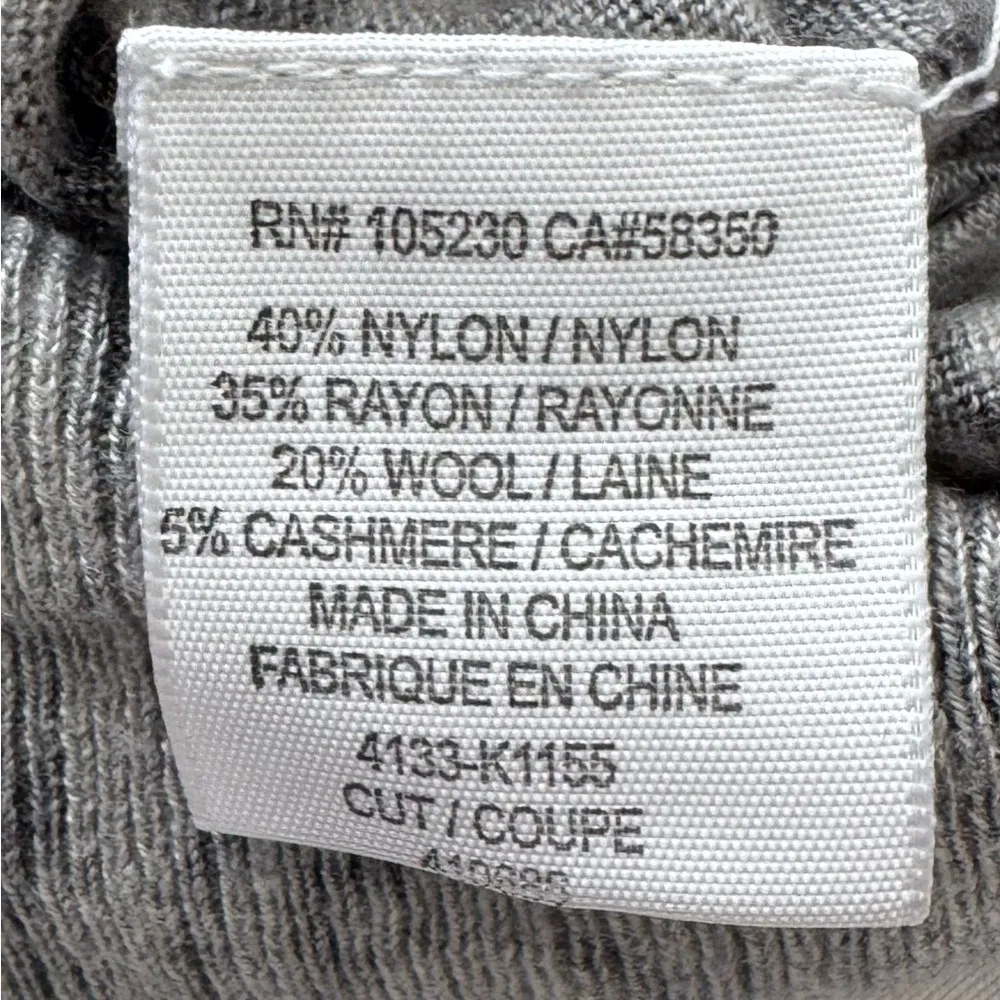 RN# 105230 CA#58350
40% NYLON / NYLON
35% RAYON / RAYONNE
20% WOOL / LAINE
5% CASHMERE / CACHEMIRE
MADE IN CHINA
FABRIQUE EN CHINE
4133-K1155
CUT / COUPE